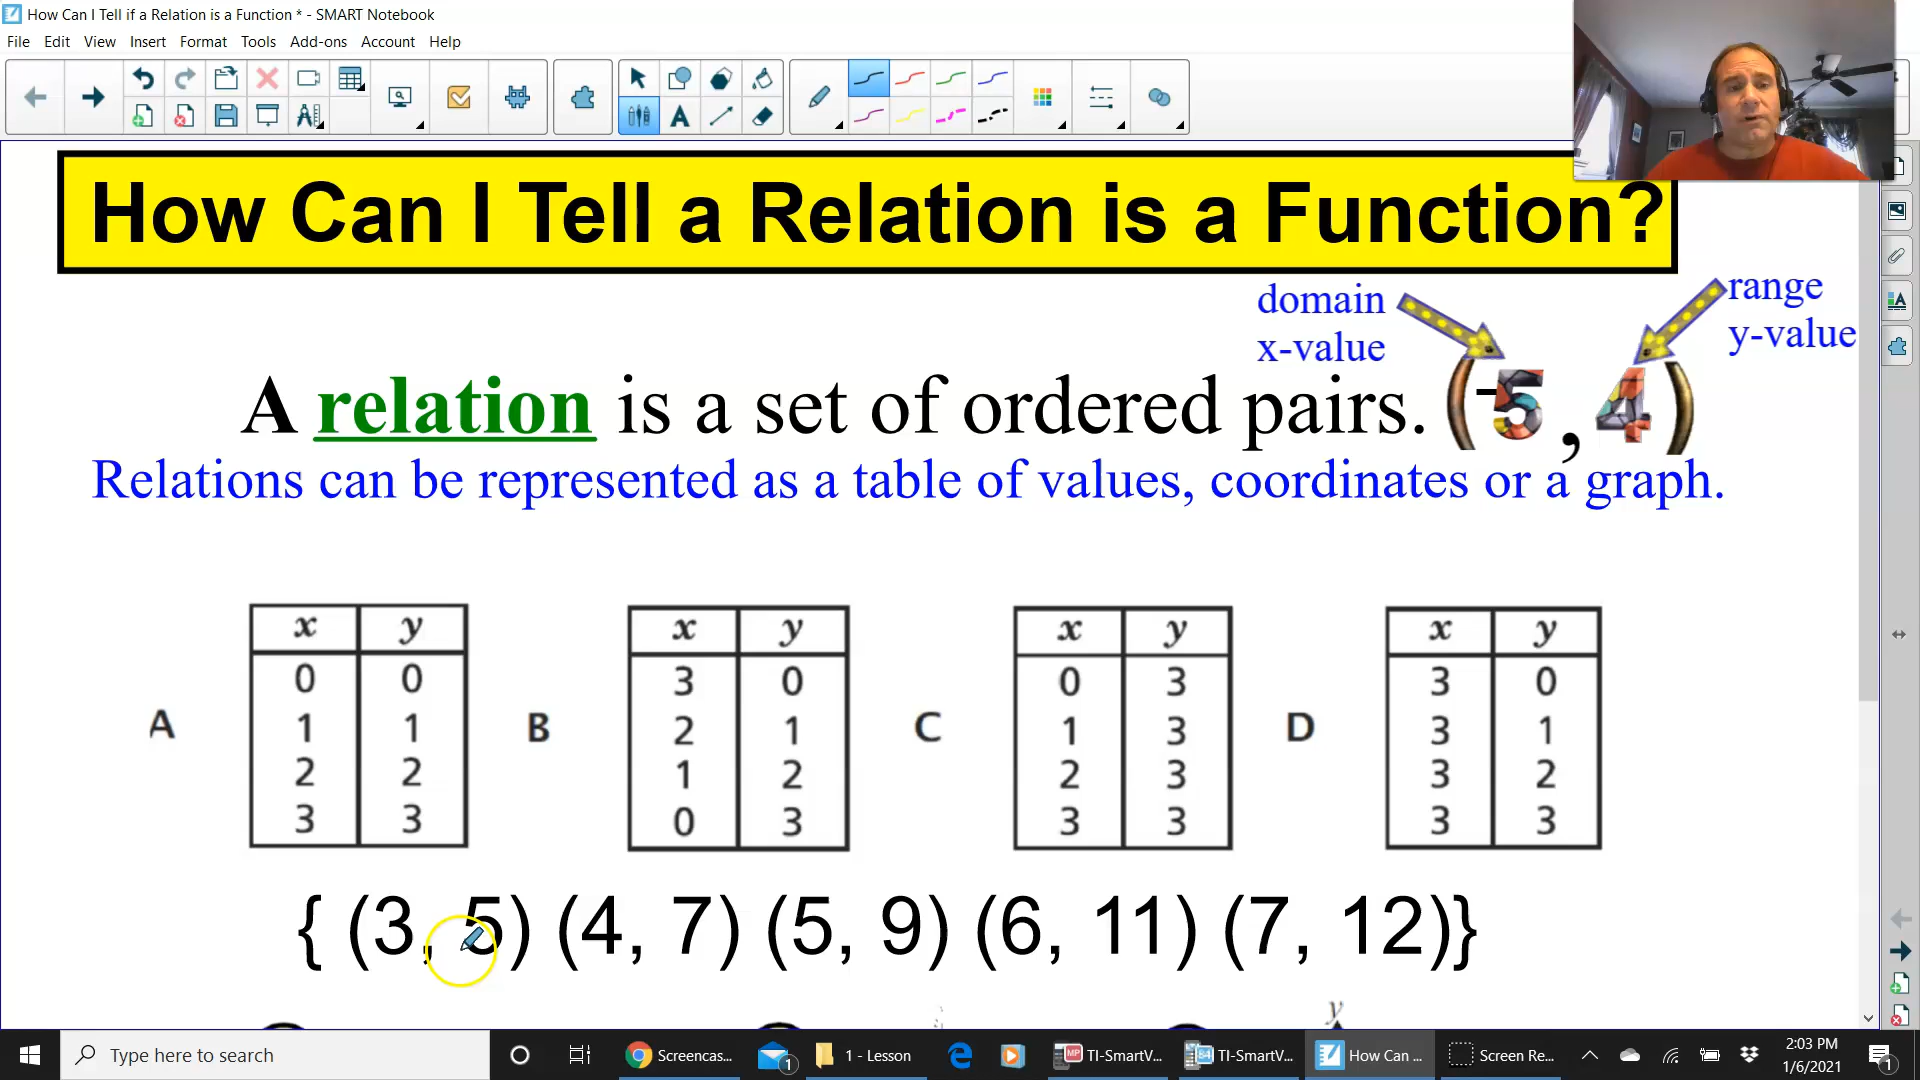 How Can I Tell if a Relation is a Function * - SMART Notebook
File Edit View Insert Format Tools Add-ons Account Help
How Can I Tell a Relation is a Function?
domain
x-value
range
y-value
A relation is a set of ordered pairs. (-5, 4)
Relations can be represented as a table of values, coordinates or a graph.
A
x y
0 0
1 1
2 2
3 3
B
x y
3 0
2 1
1 2
0 3
C
x y
0 3
1 3
2 3
3 3
D
x y
3 0
3 1
3 2
3 3
{ (3, 5) (4, 7) (5, 9) (6, 11) (7, 12)}
y
Type here to search
Screencas...
1
1 - Lesson
TI-SmartV...
TI-SmartV...
How Can ...
Screen Re...
2:03 PM
1/6/2021
1